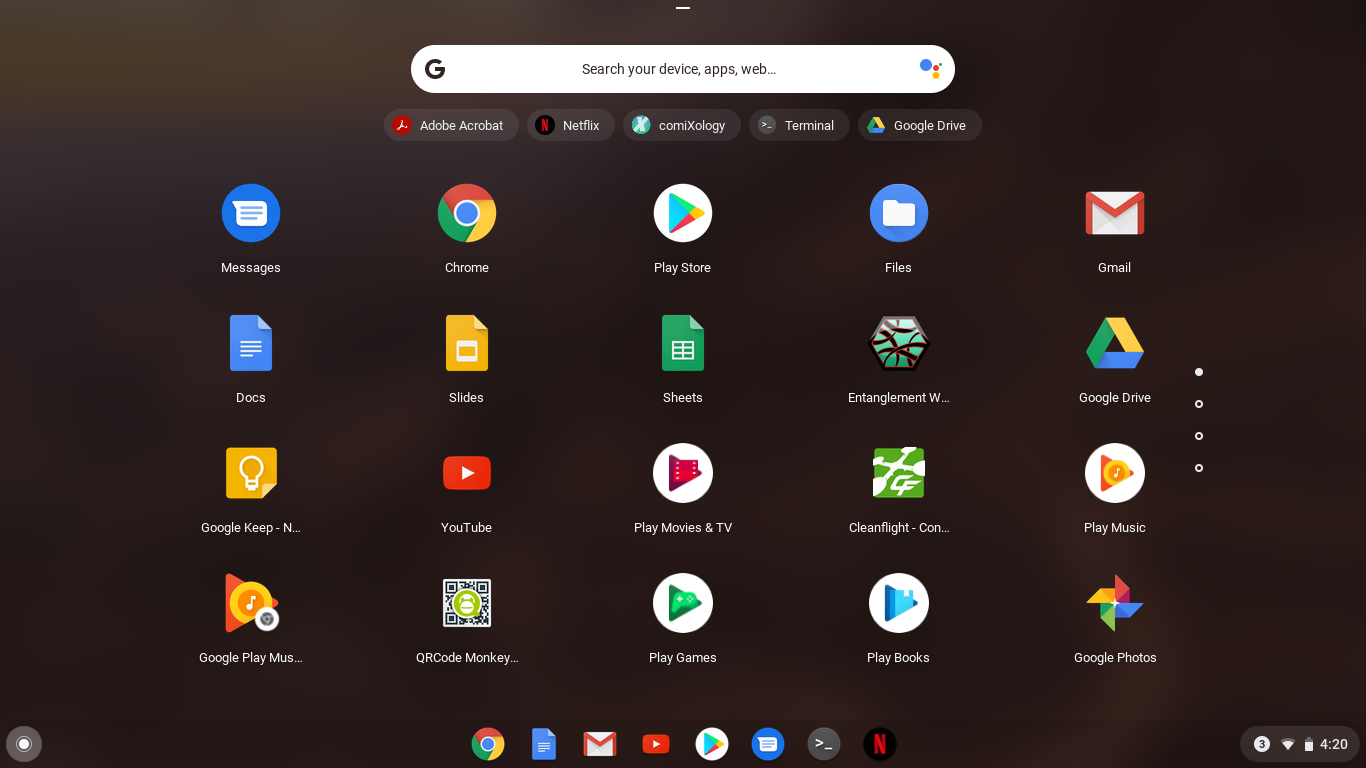 Search your device, apps, web...
Adobe Acrobat
Netflix
comiXology
Terminal
Google Drive
Messages
Chrome
Play Store
Files
Gmail
Docs
Slides
Sheets
Entanglement W...
Google Drive
Google Keep - N...
YouTube
Play Movies & TV
Cleanflight - Con...
Play Music
Google Play Mus...
QRCode Monkey...
Play Games
Play Books
Google Photos
3
4:20